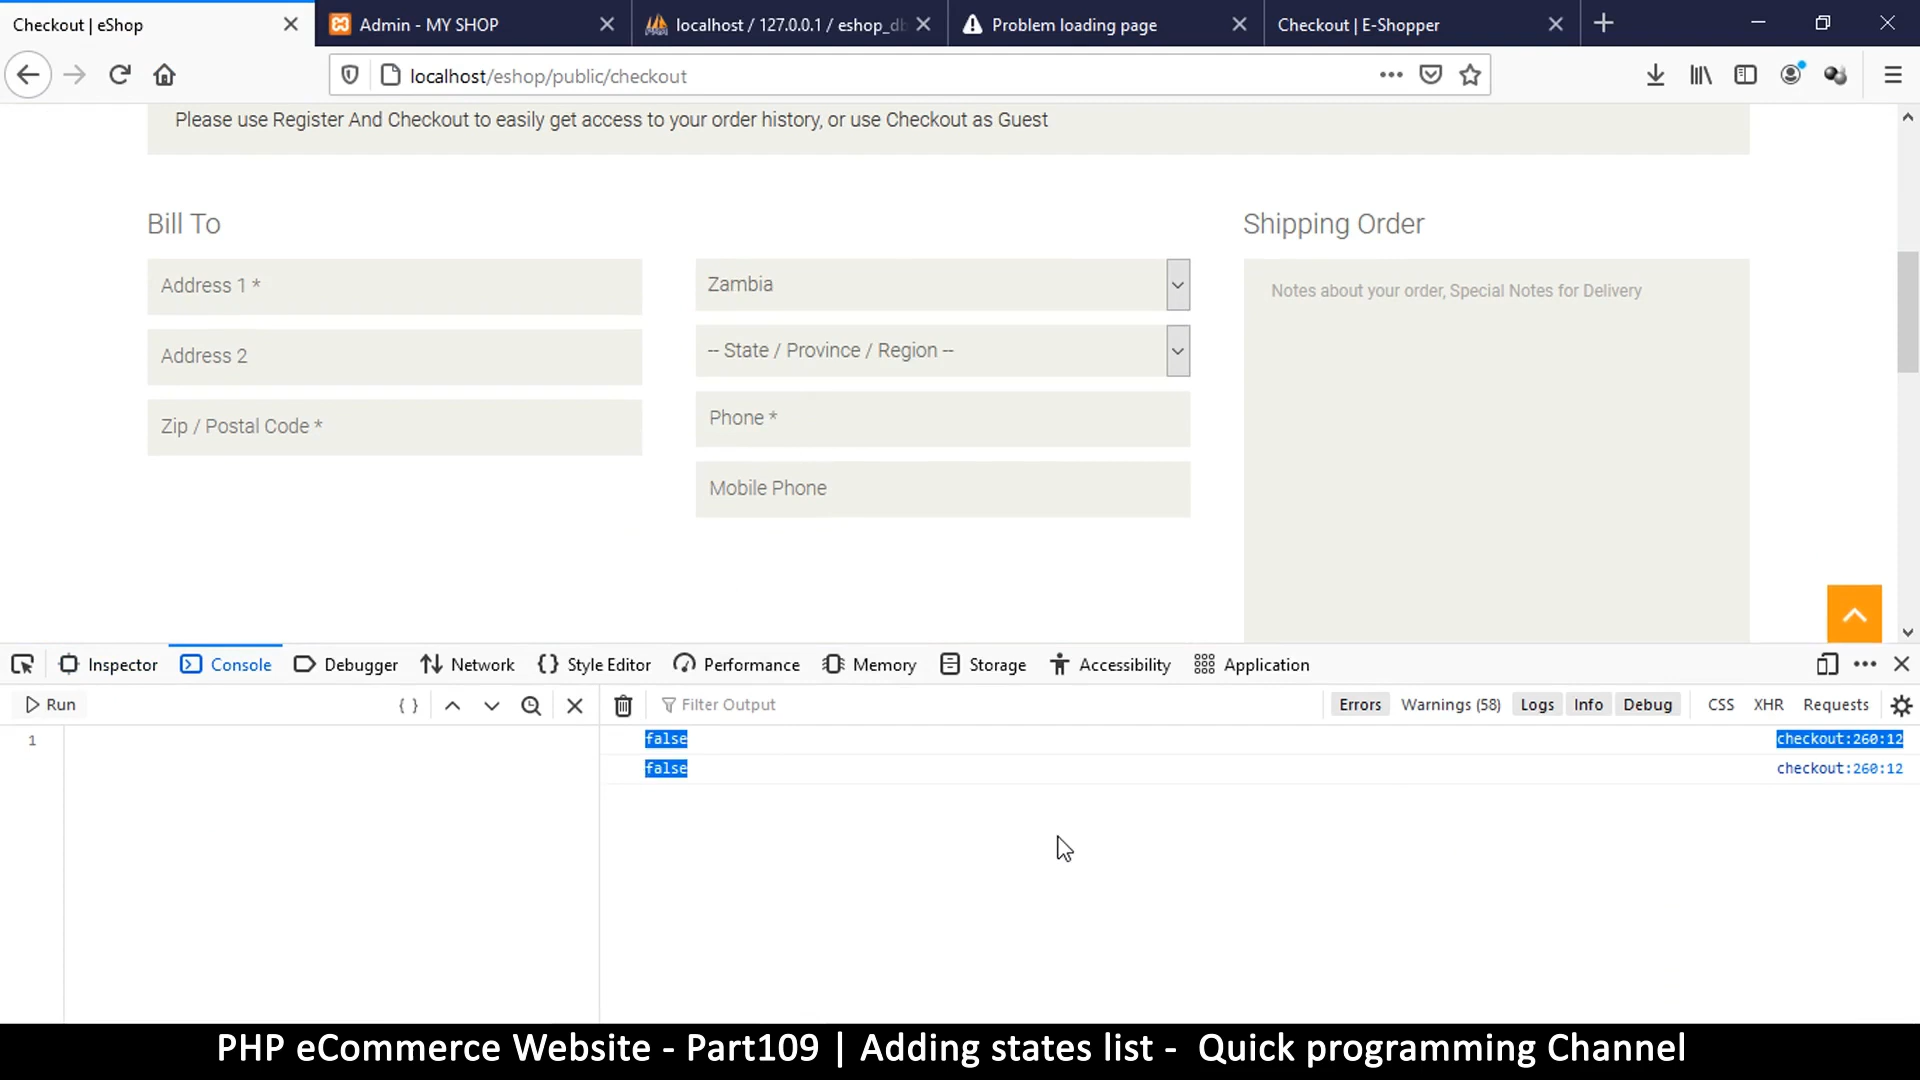 Checkout | eShop
Admin - MY SHOP
localhost / 127.0.0.1 / eshop_db
Problem loading page
Checkout | E-Shopper
localhost/eshop/public/checkout
Please use Register And Checkout to easily get access to your order history, or use Checkout as Guest
Bill To
Shipping Order
Address 1 *
Zambia
Notes about your order, Special Notes for Delivery
Address 2
-- State / Province / Region --
Zip / Postal Code *
Phone *
Mobile Phone
Inspector
Console
Debugger
Network
Style Editor
Performance
Memory
Storage
Accessibility
Application
Run
Filter Output
Errors
Warnings (58)
Logs
Info
Debug
CSS
XHR
Requests
1
false
checkout:260:12
false
checkout:260:12
PHP eCommerce Website - Part109 | Adding states list - Quick programming Channel